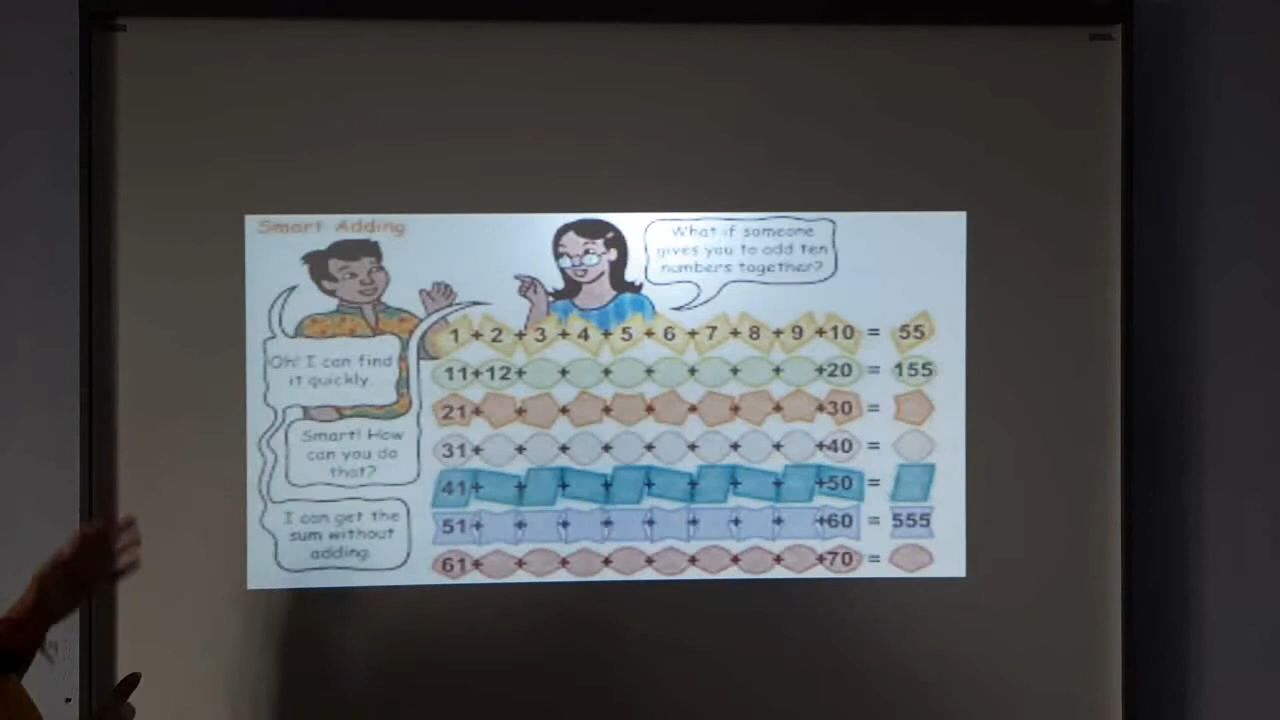 Smart Adding
What if someone
gives you to add ten
numbers together?
Oh! I can find
it quickly.
Smart! How
can you do
that?
I can get the
sum without
adding.
1 + 2 + 3 + 4 + 5 + 6 + 7 + 8 + 9 +10 = 55
11+12+ + + + + + + +20 = 155
21+ + + + + + + + +30 =
31+ + + + + + + + +40 =
41+ + + + + + + + +50 =
51+ + + + + + + + +60 = 555
61+ + + + + + + + +70 =